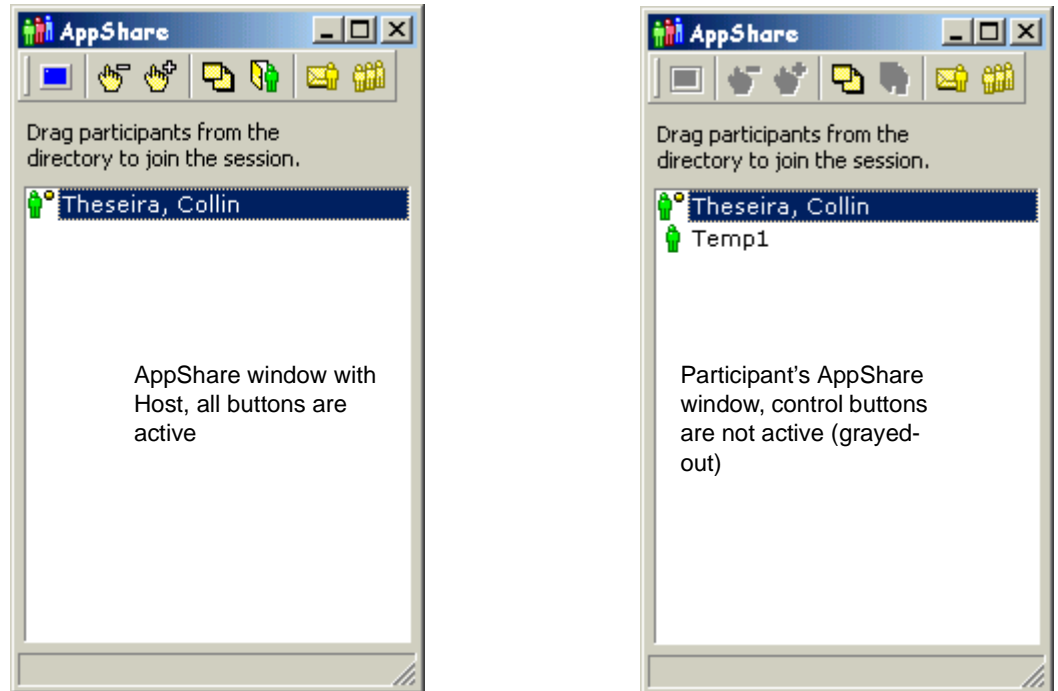 AppShare
Drag participants from the
directory to join the session.
Theseira, Collin
AppShare window with
Host, all buttons are
active
AppShare
Drag participants from the
directory to join the session.
Theseira, Collin
Temp1
Participant's AppShare
window, control buttons
are not active (grayed-
out)